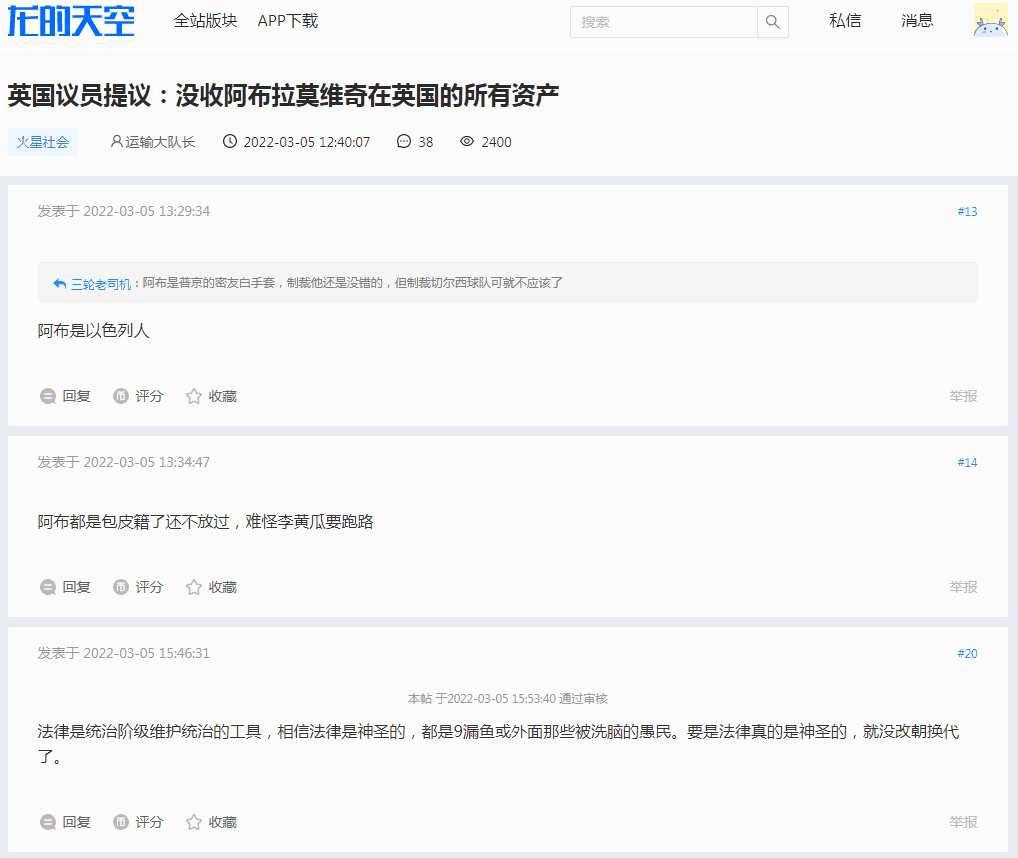 龙的天空 全站版块 APP下载 搜索 私信 消息
英国议员提议：没收阿布拉莫维奇在英国的所有资产
火星社会 运输大队长 2022-03-05 12:40:07 38 2400
发表于 2022-03-05 13:29:34 #13
三轮老司机：阿布是普京的密友白手套，制裁他还是没错的，但制裁切尔西球队可就不应该了
阿布是以色列人
回复 币 评分 收藏 举报
发表于 2022-03-05 13:34:47 #14
阿布都是包皮籍了还不放过，难怪李黄瓜要跑路
回复 币 评分 收藏 举报
发表于 2022-03-05 15:46:31 #20
本帖 于2022-03-05 15:53:40 通过审核
法律是统治阶级维护统治的工具，相信法律是神圣的，都是9漏鱼或外面那些被洗脑的愚民。要是法律真的是神圣的，就没改朝换代
了。
回复 币 评分 收藏 举报